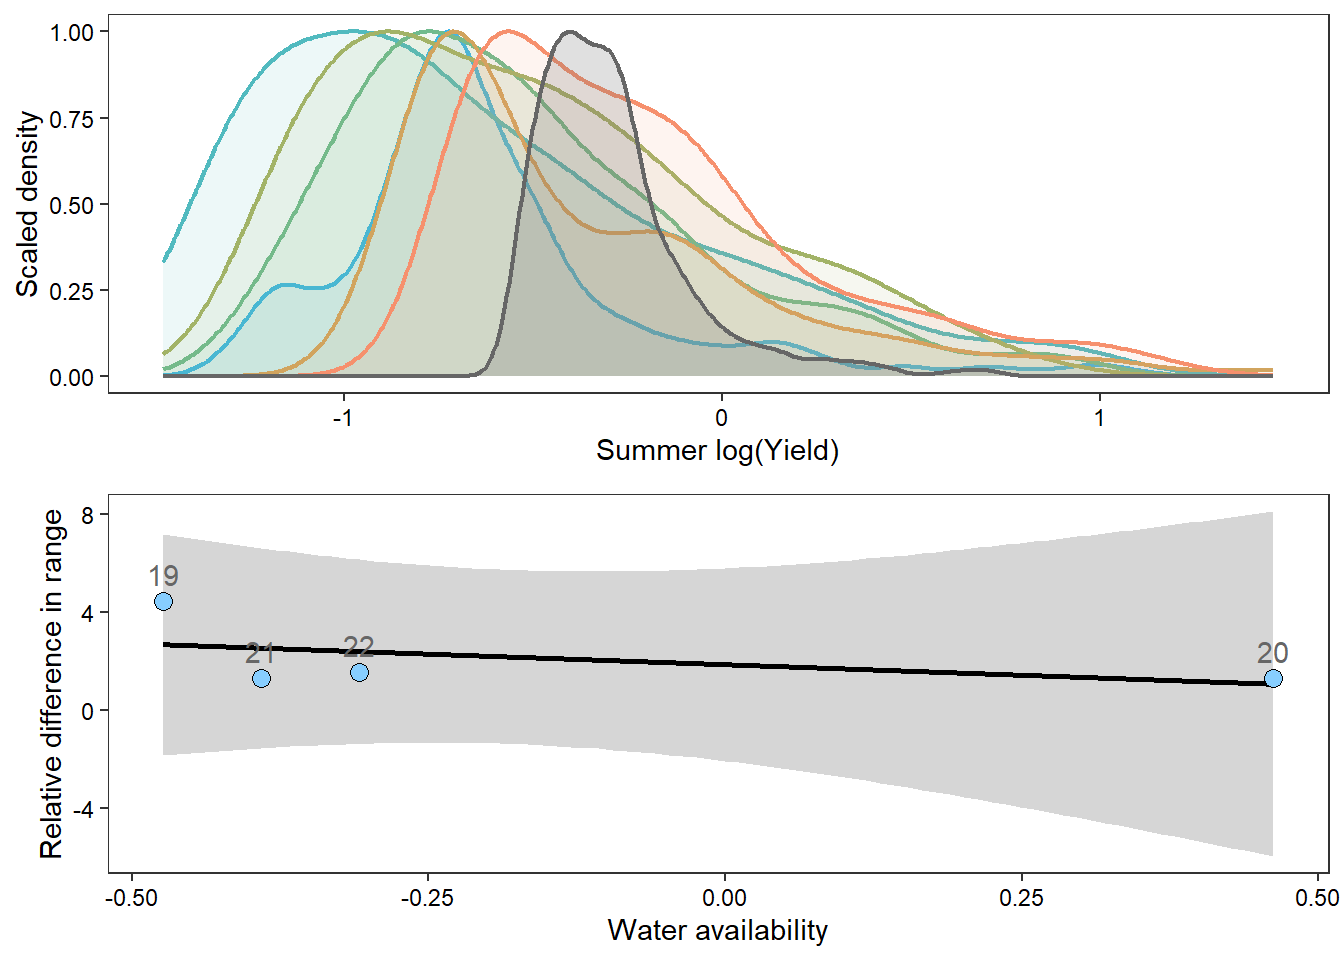 1.00
0.75
0.50
0.25
0.00
Scaled density
-1 0 1
Summer log(Yield)
8
4
0
-4
Relative difference in range
19
21
22
20
-0.50 -0.25 0.00 0.25 0.50
Water availability